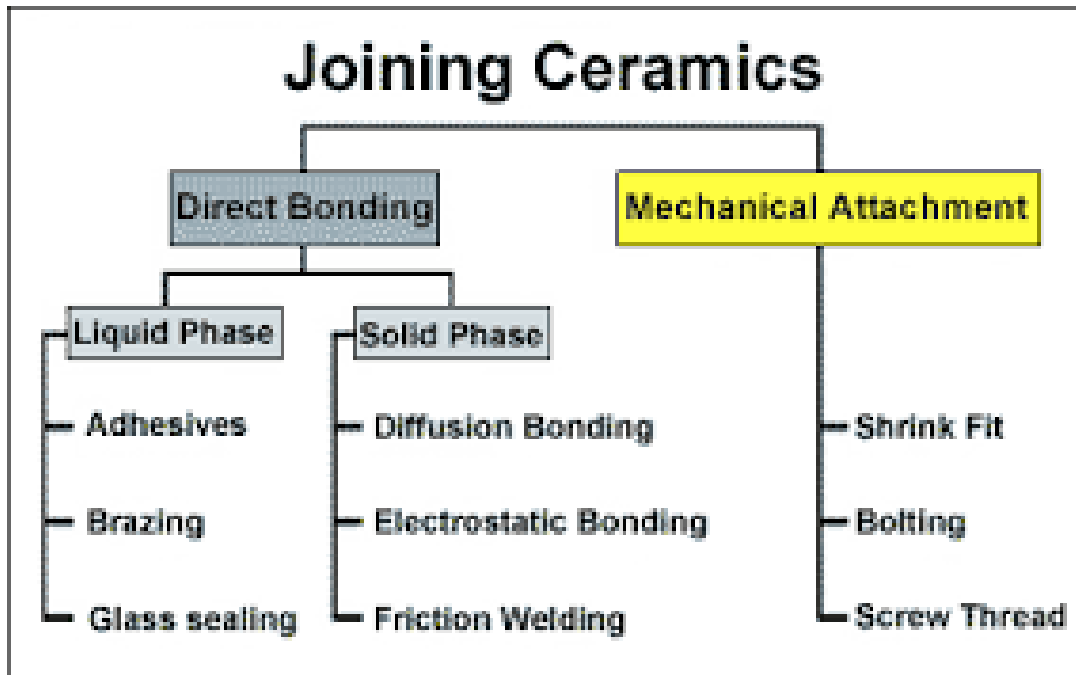 Joining Ceramics
Direct Bonding
Mechanical Attachment
Liquid Phase
Solid Phase
Adhesives
Diffusion Bonding
Shrink Fit
Brazing
Electrostatic Bonding
Bolting
Glass sealing
Friction Welding
Screw Thread